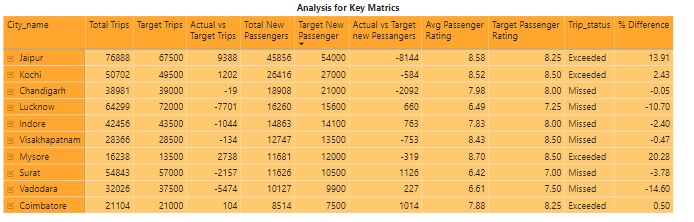 Analysis for Key Matrics
City_name Total Trips Target Trips Actual vs Target Trips Total New Passengers Target New Passenger Actual vs Target new Pessangers Avg Passenger Rating Target Passenger Rating Trip_status % Difference
Jaipur 76888 67500 9388 45856 54000 -8144 8.58 8.25 Exceeded 13.91
Kochi 50702 49500 1202 26416 27000 -584 8.52 8.50 Exceeded 2.43
Chandigarh 38981 39000 -19 18908 21000 -2092 7.98 8.00 Missed -0.05
Lucknow 64299 72000 -7701 16260 15600 660 6.49 7.25 Missed -10.70
Indore 42456 43500 -1044 14863 14100 763 7.83 8.00 Missed -2.40
Visakhapatnam 28366 28500 -134 12747 13500 -753 8.43 8.50 Missed -0.47
Mysore 16238 13500 2738 11681 12000 -319 8.70 8.50 Exceeded 20.28
Surat 54843 57000 -2157 11626 10500 1126 6.42 7.00 Missed -3.78
Vadodara 32026 37500 -5474 10127 9900 227 6.61 7.50 Missed -14.60
Coimbatore 21104 21000 104 8514 7500 1014 7.88 8.25 Exceeded 0.50